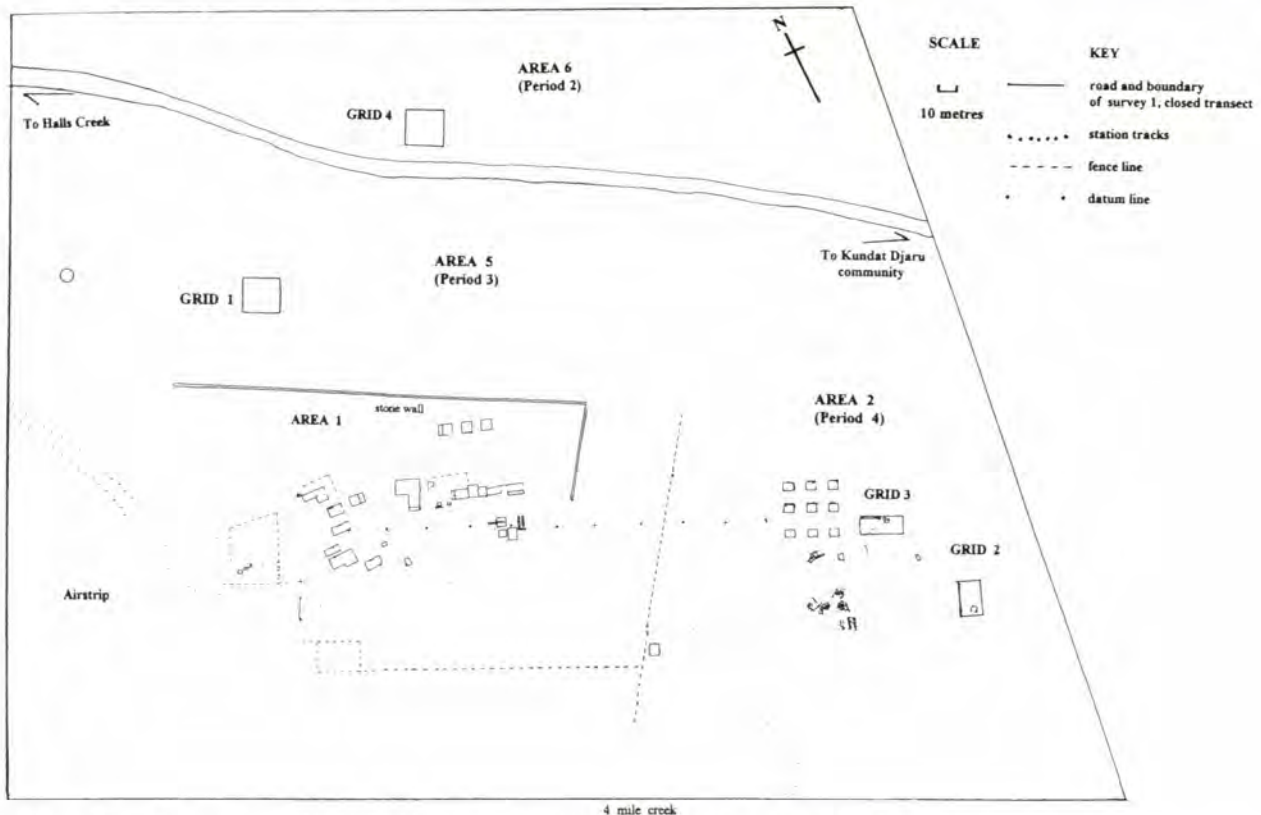 N
SCALE
10 metres
KEY
road and boundary
of survey 1, closed transect
station tracks
fence line
datum line
AREA 6
(Period 2)
GRID 4
To Halls Creek
AREA 5
(Period 3)
To Kundat Djaru
community
GRID 1
stone wall
AREA 1
AREA 2
(Period 4)
GRID 3
GRID 2
Airstrip
4 mile creek